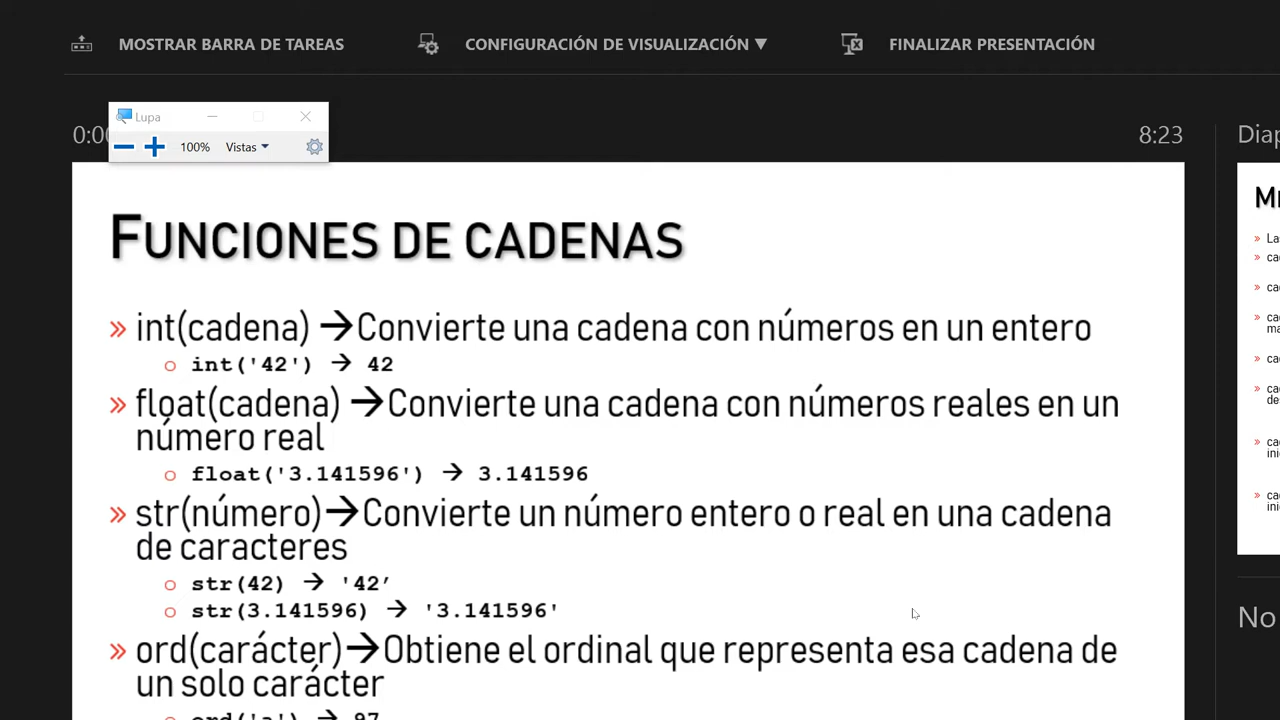 MOSTRAR BARRA DE TAREAS
CONFIGURACIÓN DE VISUALIZACIÓN ▼
FINALIZAR PRESENTACIÓN
Lupa
100%
Vistas
8:23
FUNCIONES DE CADENAS
» int(cadena) →Convierte una cadena con números en un entero
o int('42') → 42
» float(cadena) →Convierte una cadena con números reales en un
número real
o float('3.141596') → 3.141596
» str(número)→Convierte un número entero o real en una cadena
de caracteres
o str(42) → '42’
o str(3.141596) → '3.141596'
» ord(carácter)→Obtiene el ordinal que representa esa cadena de
un solo carácter
o ord('a') → 97
No